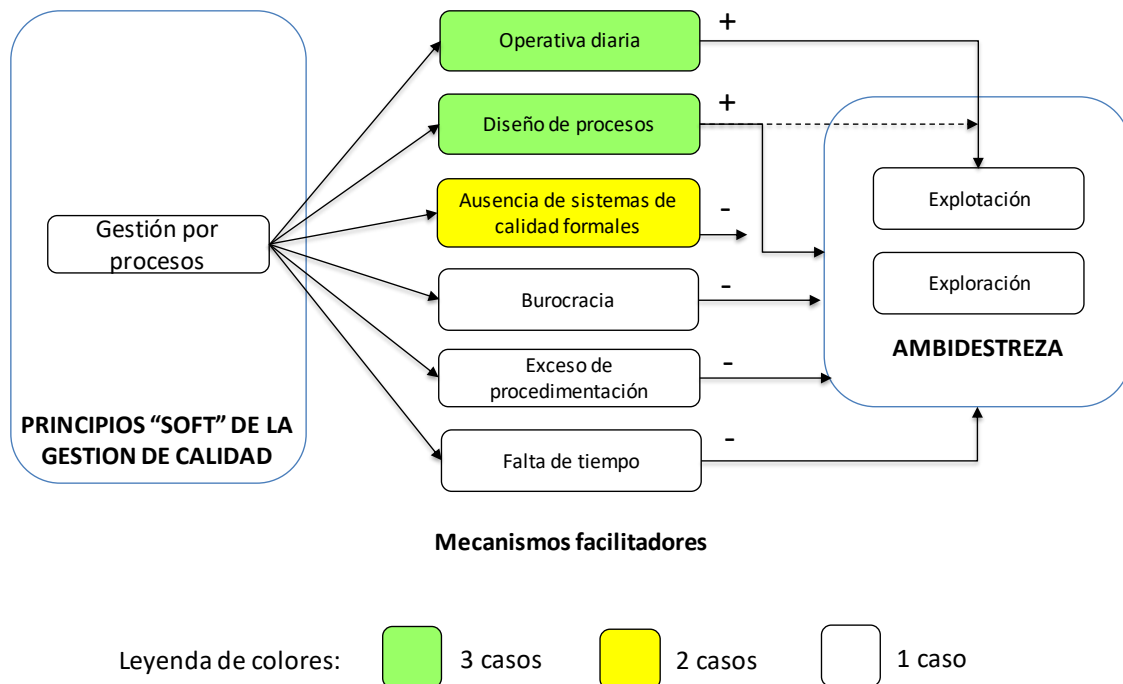 Operativa diaria
+
Diseño de procesos
+
Ausencia de sistemas de
calidad formales
-
Gestión por
procesos
Burocracia
-
Exceso de
procedimentación
-
Falta de tiempo
-
Explotación
Exploración
AMBIDESTREZA
PRINCIPIOS “SOFT” DE LA
GESTION DE CALIDAD
Mecanismos facilitadores
Leyenda de colores:
3 casos
2 casos
1 caso